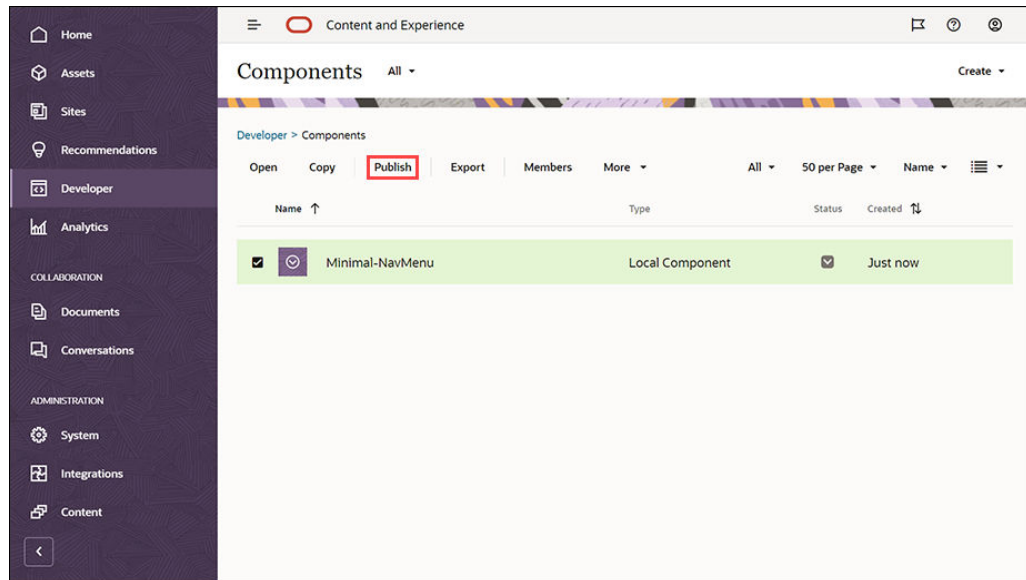 Home
Assets
Sites
Recommendations
Developer
Analytics
COLLABORATION
Documents
Conversations
ADMINISTRATION
System
Integrations
Content
Content and Experience
Components All Create
Developer > Components
Open Copy Publish Export Members More All 50 per Page Name
Name Type Status Created
Minimal-NavMenu Local Component Just now